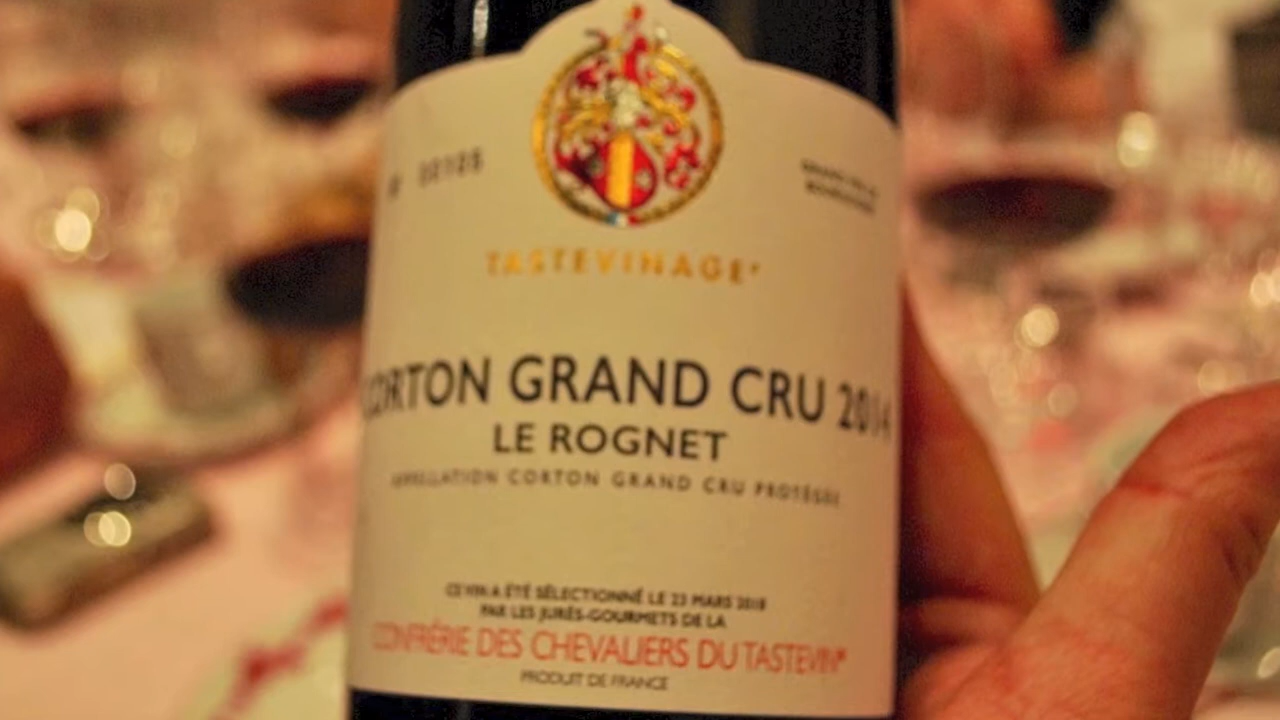 TASTEVINAGE®
CORTON GRAND CRU 2014
LE ROGNET
APPELLATION CORTON GRAND CRU PROTÉGÉE
CE VIN A ÉTÉ SÉLECTIONNÉ LE 23 MARS 2018
PAR LES JURÉS-GOURMETS DE LA
CONFRÉRIE DES CHEVALIERS DU TASTEVIN®
PRODUIT DE FRANCE